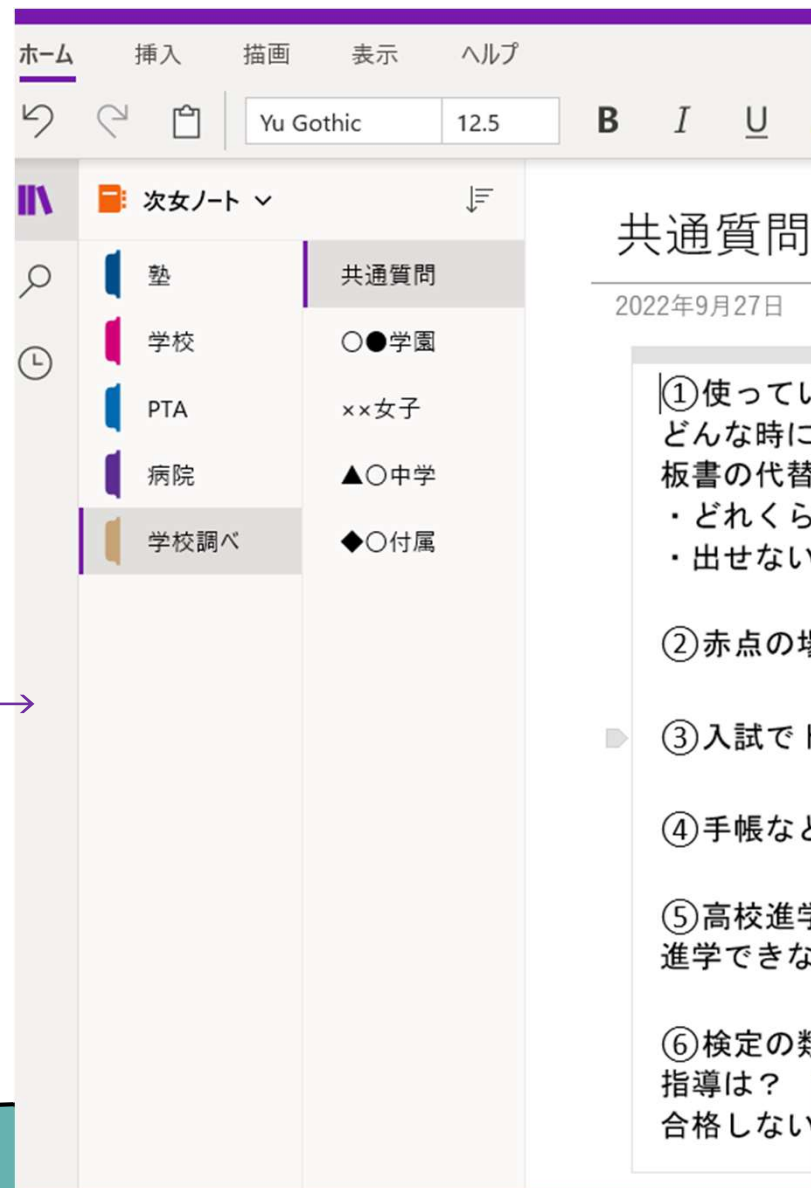 ホーム 挿入 描画 表示 ヘルプ
Yu Gothic 12.5 B I U
次女ノート
塾
学校
PTA
病院
学校調べ
共通質問
○●学園
××女子
▲○中学
◆○付属
共通質問
2022年9月27日
①使ってい
どんな時に
板書の代替
・どれくら
・出せない
②赤点の場
③入試で
④手帳など
⑤高校進学
進学できな
⑥検定の類
指導は？
合格しない